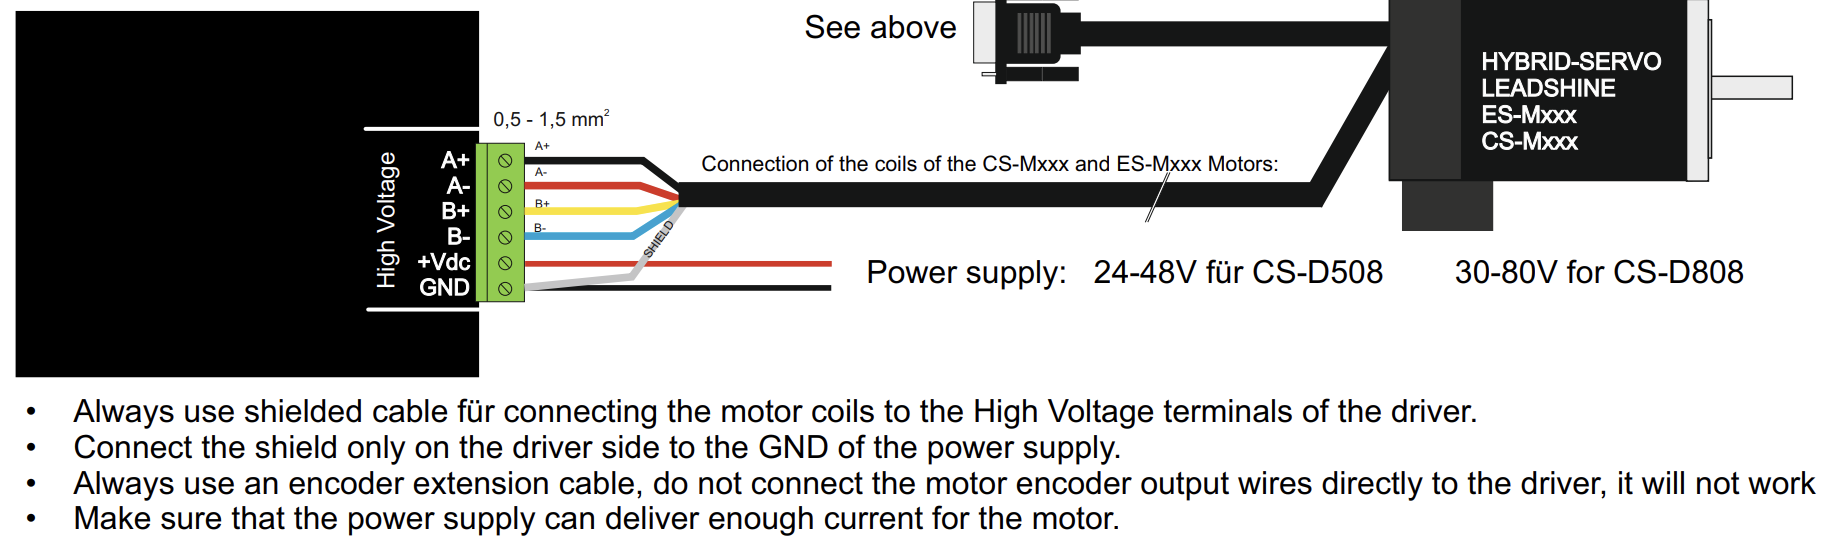 See above
HYBRID-SERVO
LEADSHINE
ES-Mxxx
CS-Mxxx
0,5 - 1,5 mm²
High Voltage
A+
A-
B+
B-
+Vdc
GND
A+
A-
B+
B-
SHIELD
Connection of the coils of the CS-Mxxx and ES-Mxxx Motors:
Power supply: 24-48V für CS-D508 30-80V for CS-D808
• Always use shielded cable für connecting the motor coils to the High Voltage terminals of the driver.
• Connect the shield only on the driver side to the GND of the power supply.
• Always use an encoder extension cable, do not connect the motor encoder output wires directly to the driver, it will not work
• Make sure that the power supply can deliver enough current for the motor.